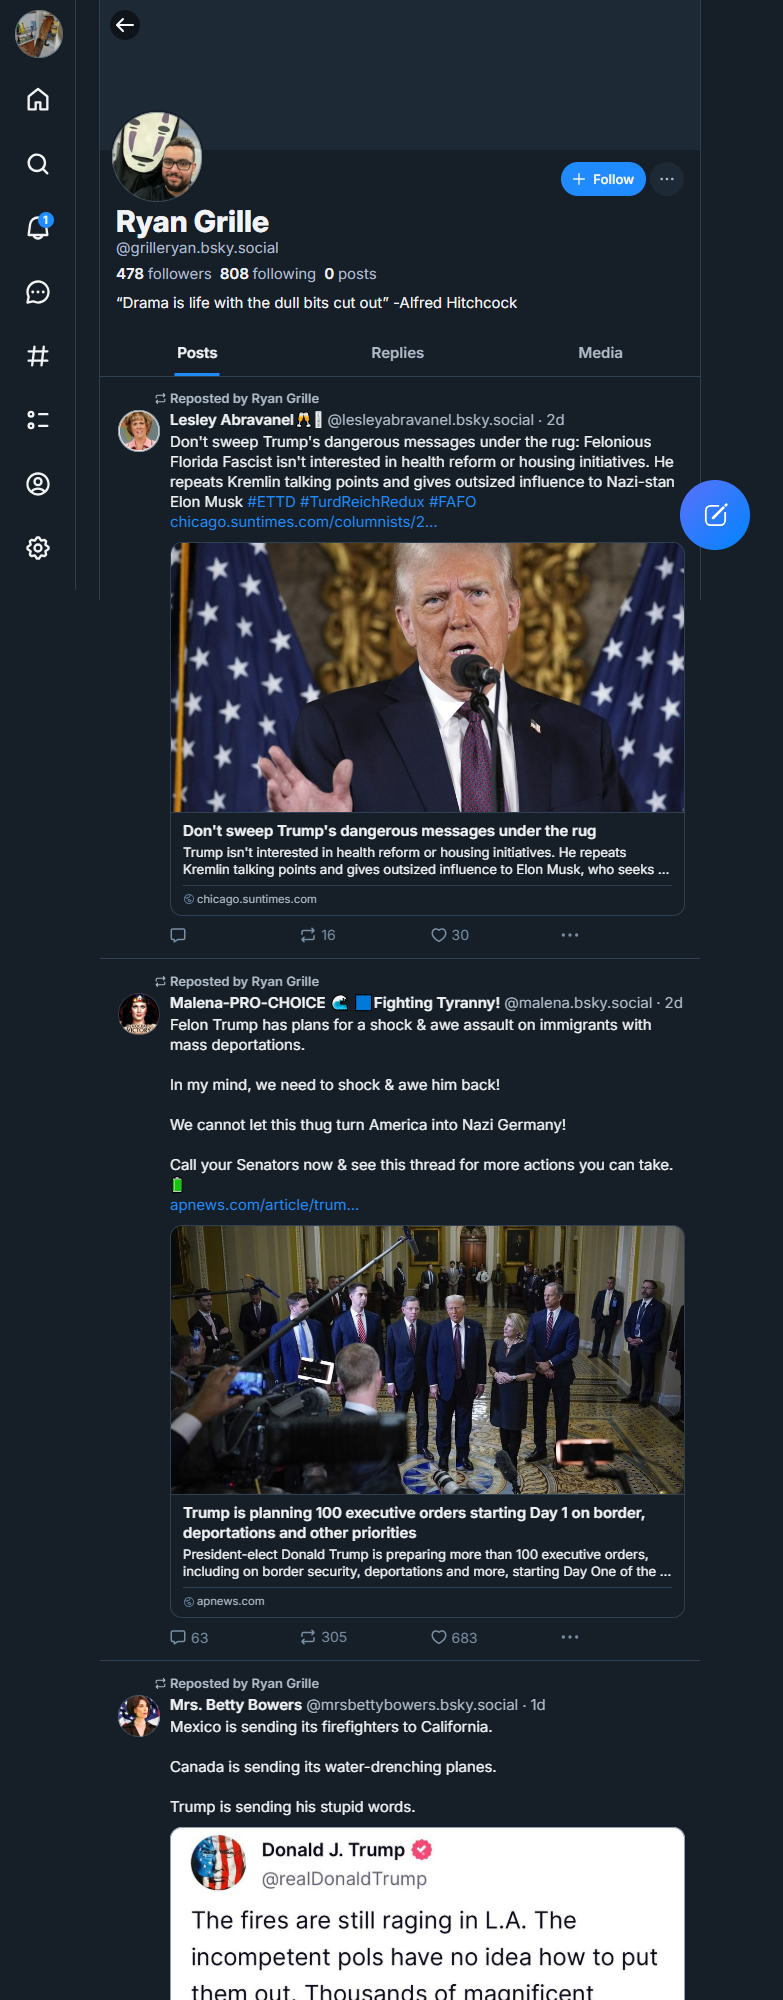 1
+ Follow
Ryan Grille
@grilleryan.bsky.social
478 followers 808 following 0 posts
“Drama is life with the dull bits cut out” -Alfred Hitchcock
Posts
Replies
Media
Reposted by Ryan Grille
Lesley Abravanel🥂 @lesleyabravanel.bsky.social · 2d
Don't sweep Trump's dangerous messages under the rug: Felonious
Florida Fascist isn't interested in health reform or housing initiatives. He
repeats Kremlin talking points and gives outsized influence to Nazi-stan
Elon Musk #ETTD #TurdReichRedux #FAFO
chicago.suntimes.com/columnists/2...
Don't sweep Trump's dangerous messages under the rug
Trump isn't interested in health reform or housing initiatives. He repeats
Kremlin talking points and gives outsized influence to Elon Musk, who seeks ...
chicago.suntimes.com
16
30
Reposted by Ryan Grille
Malena-PRO-CHOICE 🌊 🟦Fighting Tyranny! @malena.bsky.social · 2d
Felon Trump has plans for a shock & awe assault on immigrants with
mass deportations.
In my mind, we need to shock & awe him back!
We cannot let this thug turn America into Nazi Germany!
Call your Senators now & see this thread for more actions you can take.
🔋
apnews.com/article/trum...
Trump is planning 100 executive orders starting Day 1 on border,
deportations and other priorities
President-elect Donald Trump is preparing more than 100 executive orders,
including on border security, deportations and more, starting Day One of the ...
apnews.com
63
305
683
Reposted by Ryan Grille
Mrs. Betty Bowers @mrsbettybowers.bsky.social · 1d
Mexico is sending its firefighters to California.
Canada is sending its water-drenching planes.
Trump is sending his stupid words.
Donald J. Trump
@realDonaldTrump
The fires are still raging in L.A. The
incompetent pols have no idea how to put
them out. Thousands of magnificent